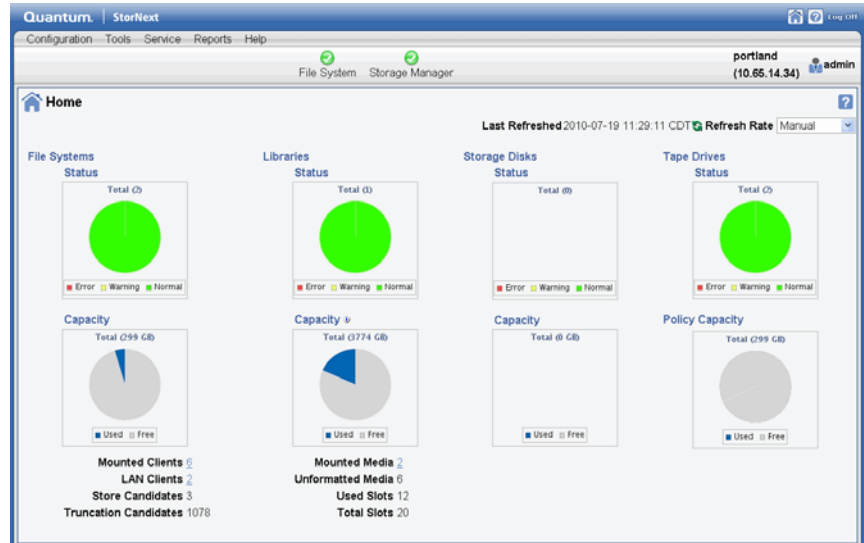 Quantum. StorNext Log Off
Configuration Tools Service Reports Help
File System Storage Manager
portland
(10.65.14.34) admin
Home
Last Refreshed 2010-07-19 11:29:11 CDT Refresh Rate Manual
File Systems Libraries Storage Disks Tape Drives
Status Status Status Status
Total (2) Total (1) Total (0) Total (2)
Error Warning Normal Error Warning Normal Error Warning Normal Error Warning Normal
Capacity Capacity Capacity Policy Capacity
Total (299 GB) Total (3774 GB) Total (0 GB) Total (299 GB)
Used Free Used Free Used Free Used Free
Mounted Clients 6 Mounted Media 2
LAN Clients 2 Unformatted Media 6
Store Candidates 3 Used Slots 12
Truncation Candidates 1078 Total Slots 20